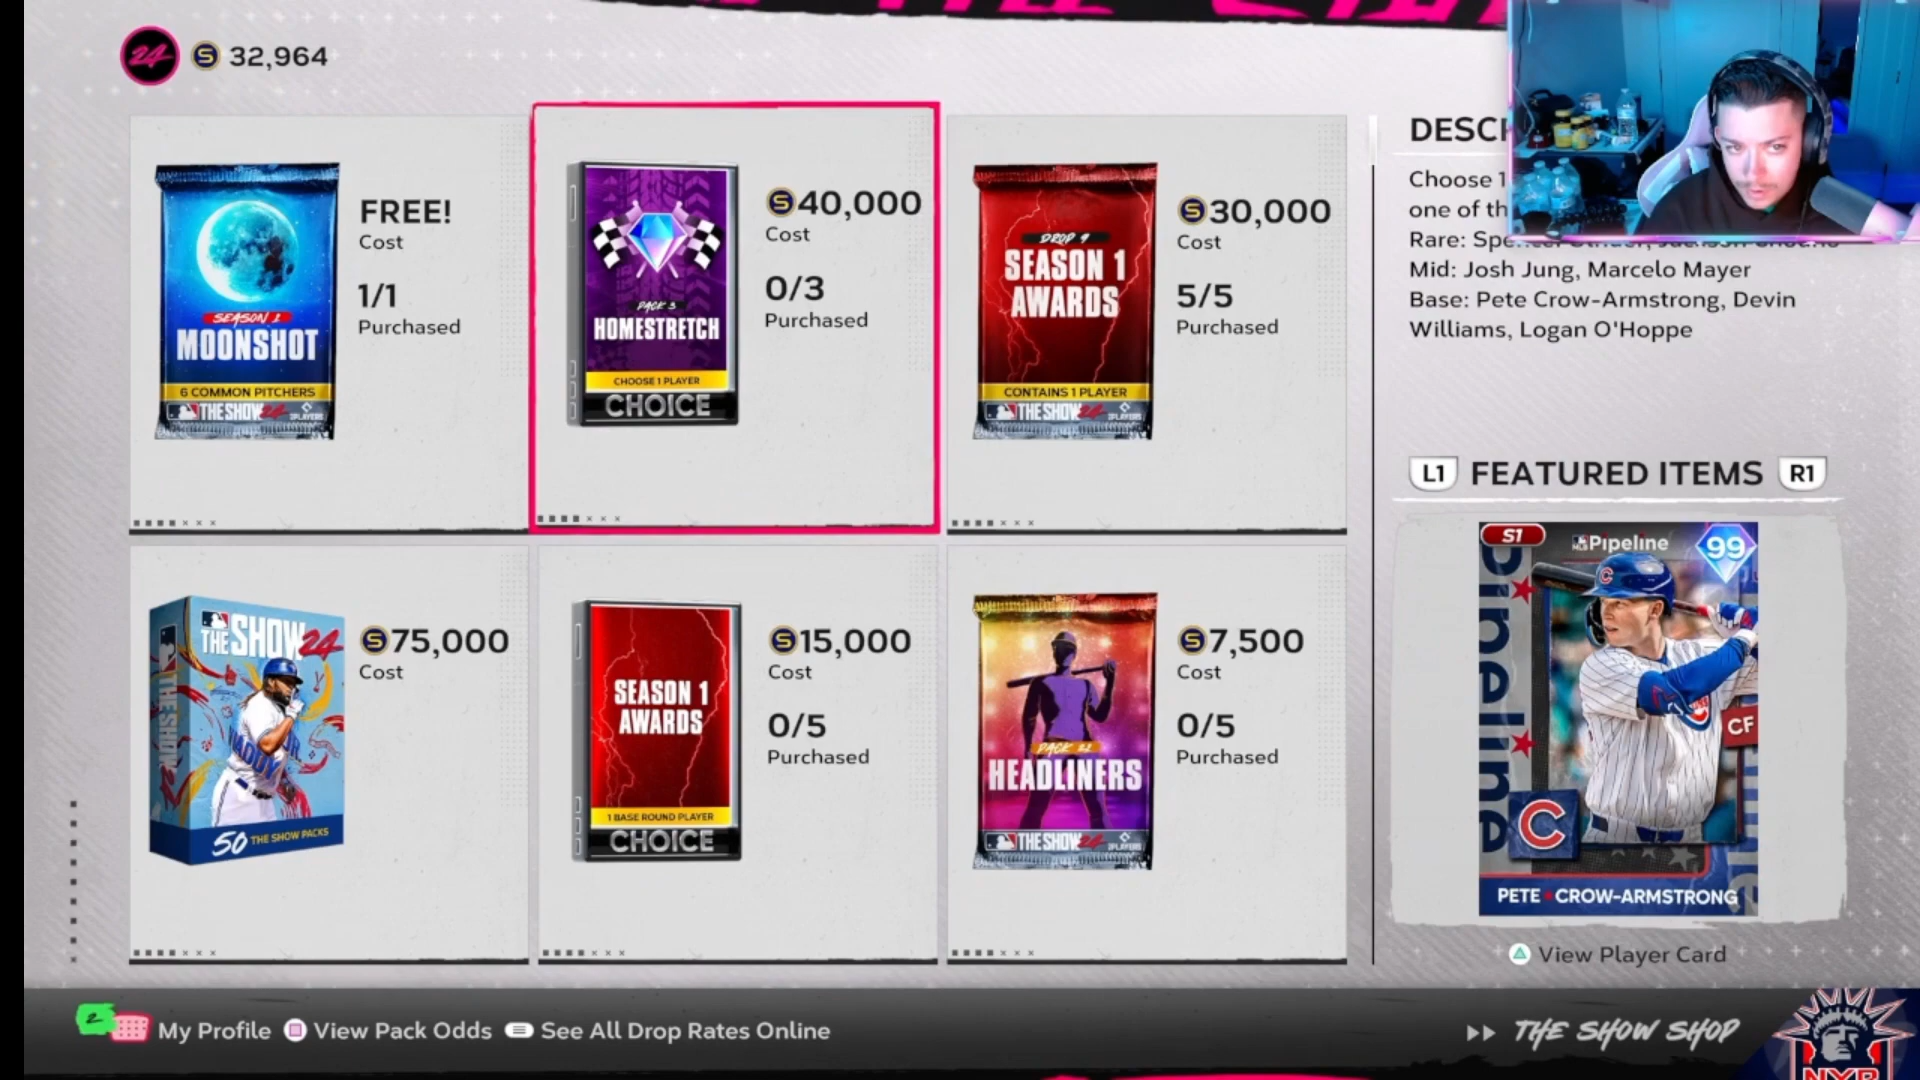 24 S 32,964
SEASON 1
MOONSHOT
6 COMMON PITCHERS
THE SHOW 24
FREE!
Cost
1/1
Purchased
PACK 3
HOMESTRETCH
CHOOSE 1 PLAYER
CHOICE
S 40,000
Cost
0/3
Purchased
DROP 9
SEASON 1
AWARDS
CONTAINS 1 PLAYER
THE SHOW 24
S 30,000
Cost
5/5
Purchased
THE SHOW 24
50 THE SHOW PACKS
S 75,000
Cost
SEASON 1
AWARDS
1 BASE ROUND PLAYER
CHOICE
S 15,000
Cost
0/5
Purchased
HEADLINERS
THE SHOW 24
S 7,500
Cost
0/5
Purchased
Choose 1
one of th
Rare:
Mid: Josh Jung, Marcelo Mayer
Base: Pete Crow-Armstrong, Devin
Williams, Logan O'Hoppe
L1 FEATURED ITEMS R1
S1 MLB Pipeline 99
Pipeline
CF
C
PETE CROW-ARMSTRONG
View Player Card
2 My Profile View Pack Odds See All Drop Rates Online
THE SHOW SHOP
NYR